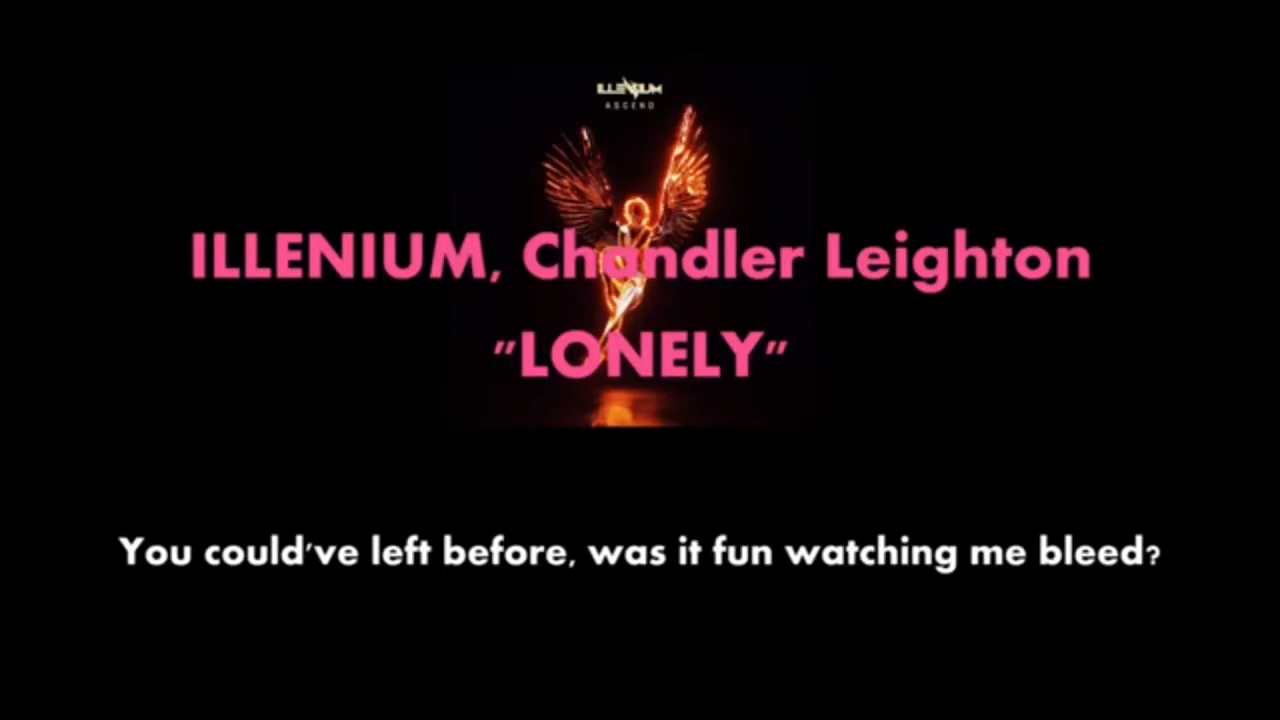 ILLENIUM
ASCEND
ILLENIUM, Chandler Leighton
"LONELY"
You could've left before, was it fun watching me bleed?